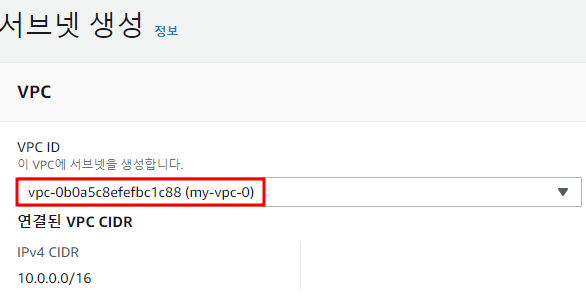 서브넷 생성 정보
VPC
VPC ID
이 VPC에 서브넷을 생성합니다.
vpc-0b0a5c8efefbc1c88 (my-vpc-0)
연결된 VPC CIDR
IPv4 CIDR
10.0.0.0/16